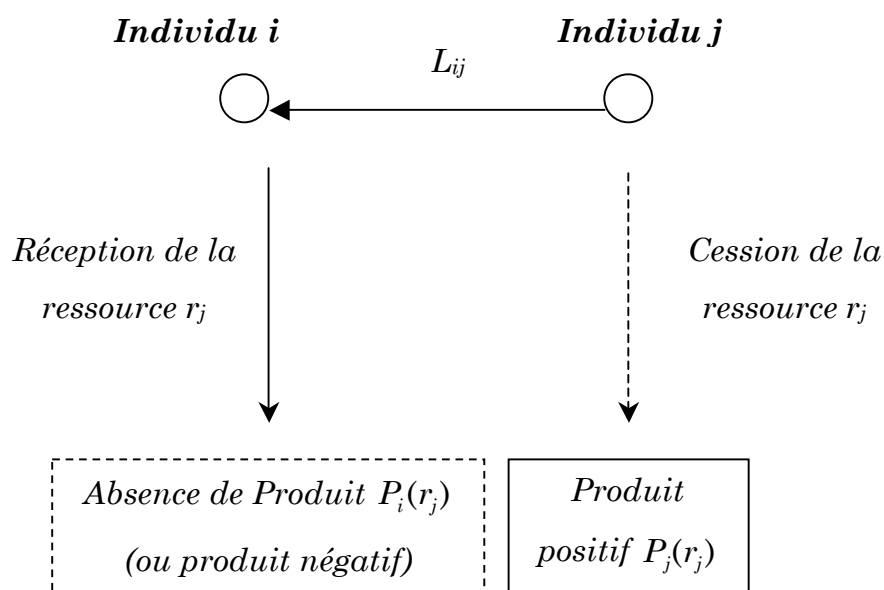 Individu i
Individu j
Lij
Réception de la
ressource rj
Cession de la
ressource rj
Absence de Produit Pi(rj)
(ou produit négatif)
Produit
positif Pj(rj)